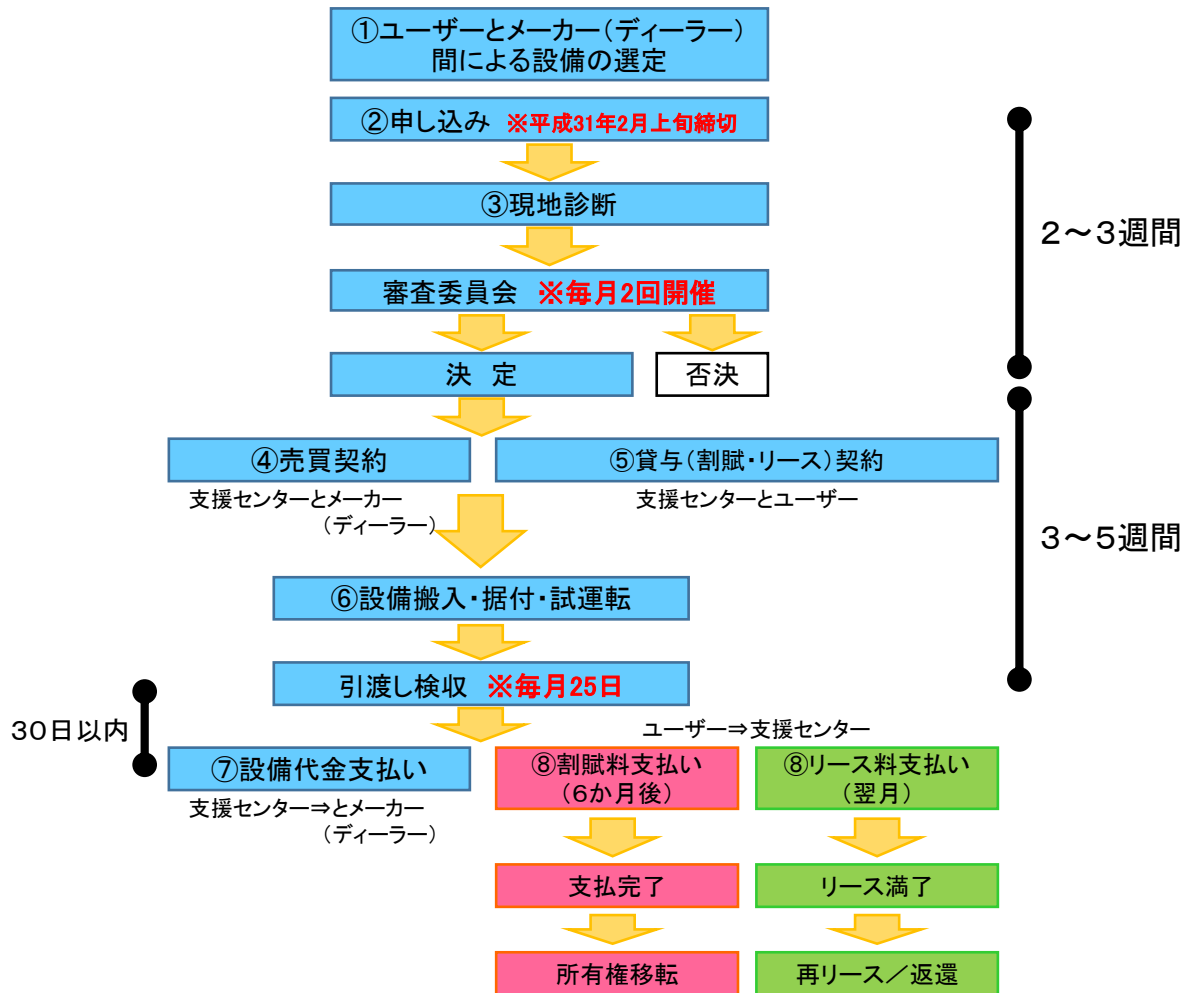 ①ユーザーとメーカー(ディーラー)
間による設備の選定
②申し込み ※平成31年2月上旬締切
③現地診断
2～3週間
審査委員会 ※毎月2回開催
決 定
否決
④売買契約
⑤貸与(割賦・リース)契約
支援センターとメーカー
(ディーラー)
支援センターとユーザー
3～5週間
⑥設備搬入・据付・試運転
引渡し検収 ※毎月25日
30日以内
ユーザー⇒支援センター
⑦設備代金支払い
支援センター⇒とメーカー
(ディーラー)
⑧割賦料支払い
(6か月後)
⑧リース料支払い
(翌月)
支払完了
リース満了
所有権移転
再リース/返還